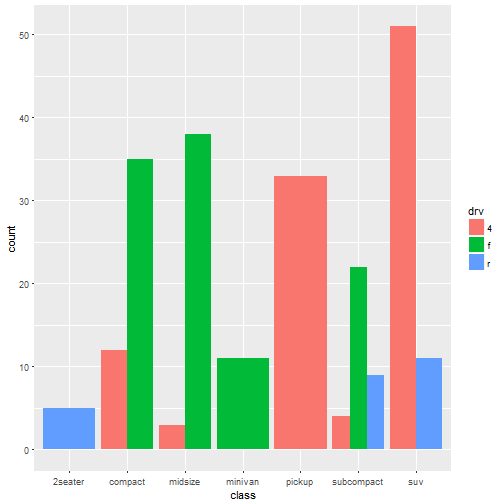 50
40
30
20
10
0
count
2seater compact midsize minivan pickup subcompact suv
class
drv
4
f
r